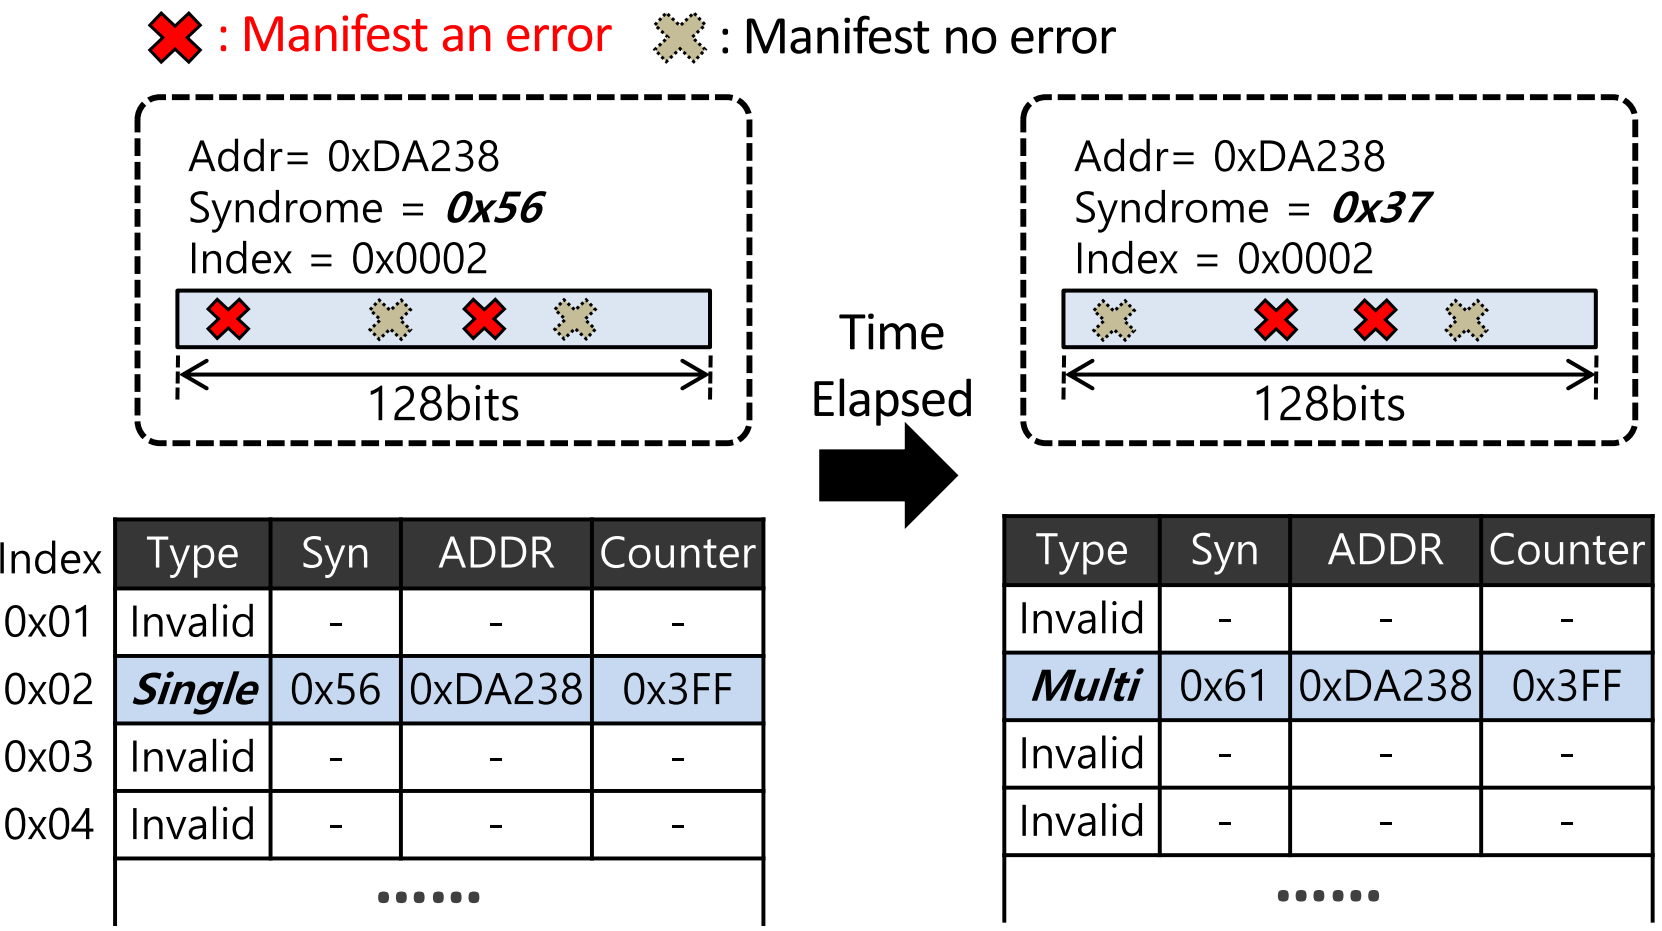 : Manifest an error : Manifest no error
Addr= 0xDA238
Syndrome = 0x56
Index = 0x0002
128bits
Time
Elapsed
Addr= 0xDA238
Syndrome = 0x37
Index = 0x0002
128bits
Index Type Syn ADDR Counter
0x01 Invalid - - -
0x02 Single 0x56 0xDA238 0x3FF
0x03 Invalid - - -
0x04 Invalid - - -
......
Type Syn ADDR Counter
Invalid - - -
Multi 0x61 0xDA238 0x3FF
Invalid - - -
Invalid - - -
......